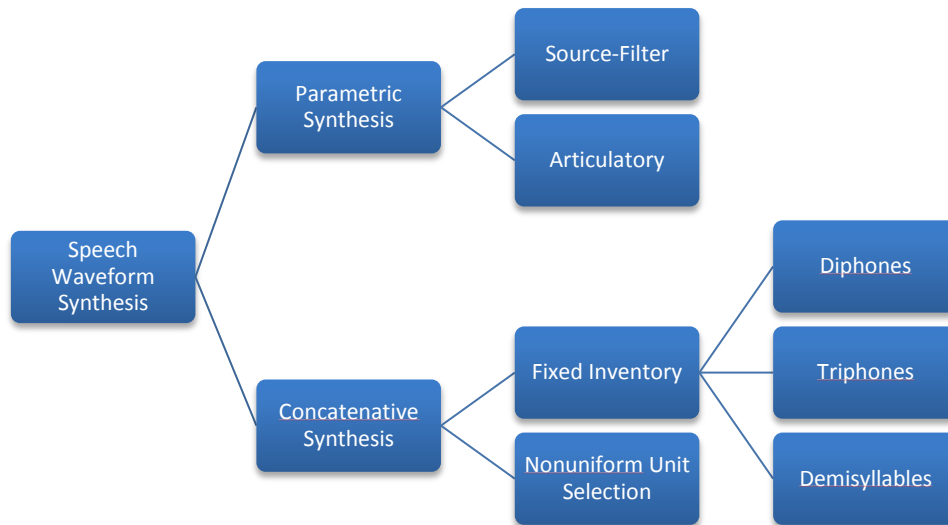 Source-Filter
Parametric
Synthesis
Articulatory
Speech
Waveform
Synthesis
Diphones
Fixed Inventory
Triphones
Concatenative
Synthesis
Nonuniform Unit
Selection
Demisyllables